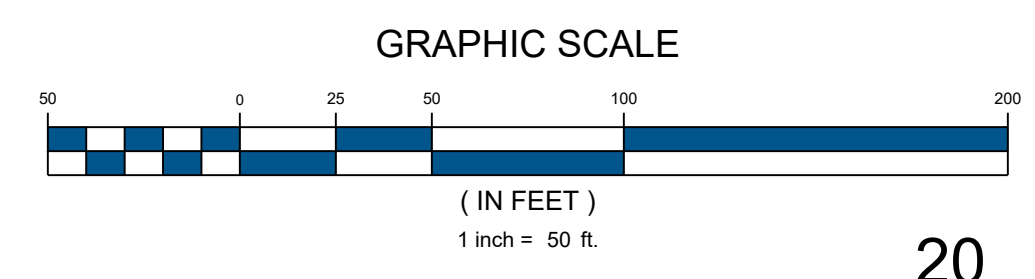 GRAPHIC SCALE
50 0 25 50 100 200
( IN FEET )
1 inch = 50 ft.
20